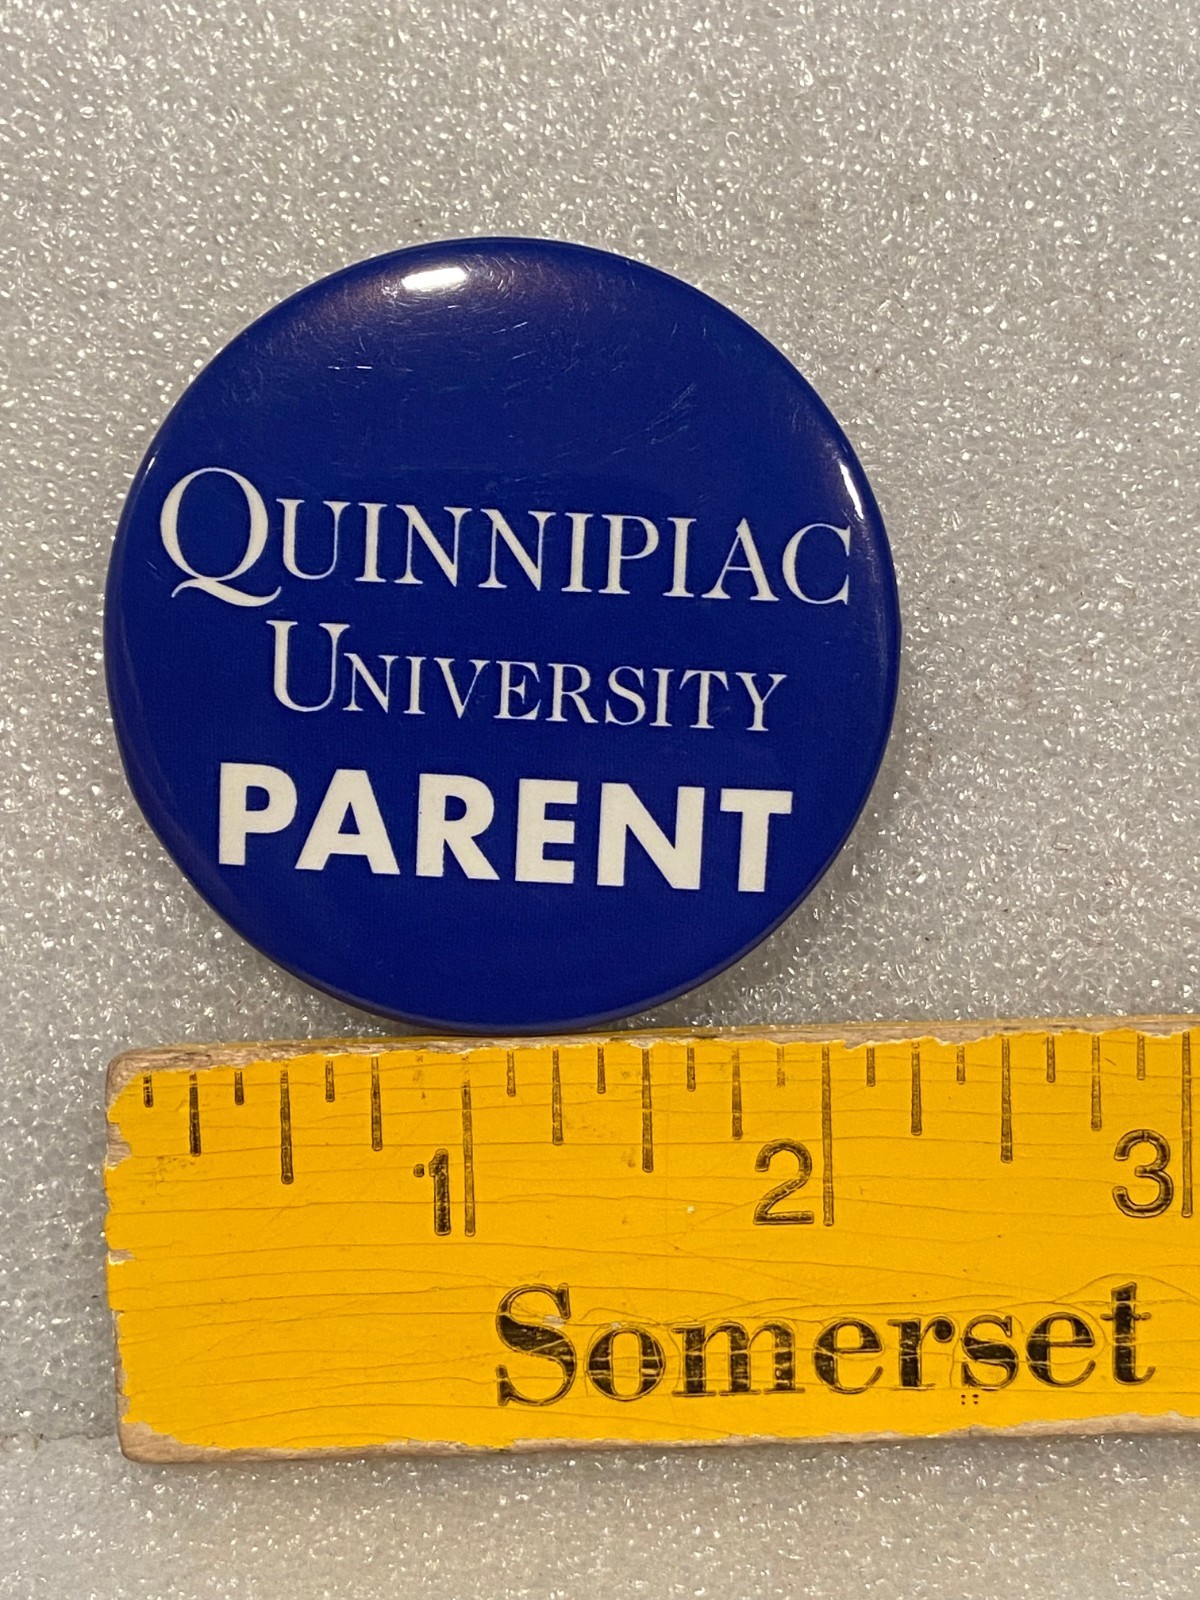 QUINNIPIAC
UNIVERSITY
PARENT
1 2 3
Somerset